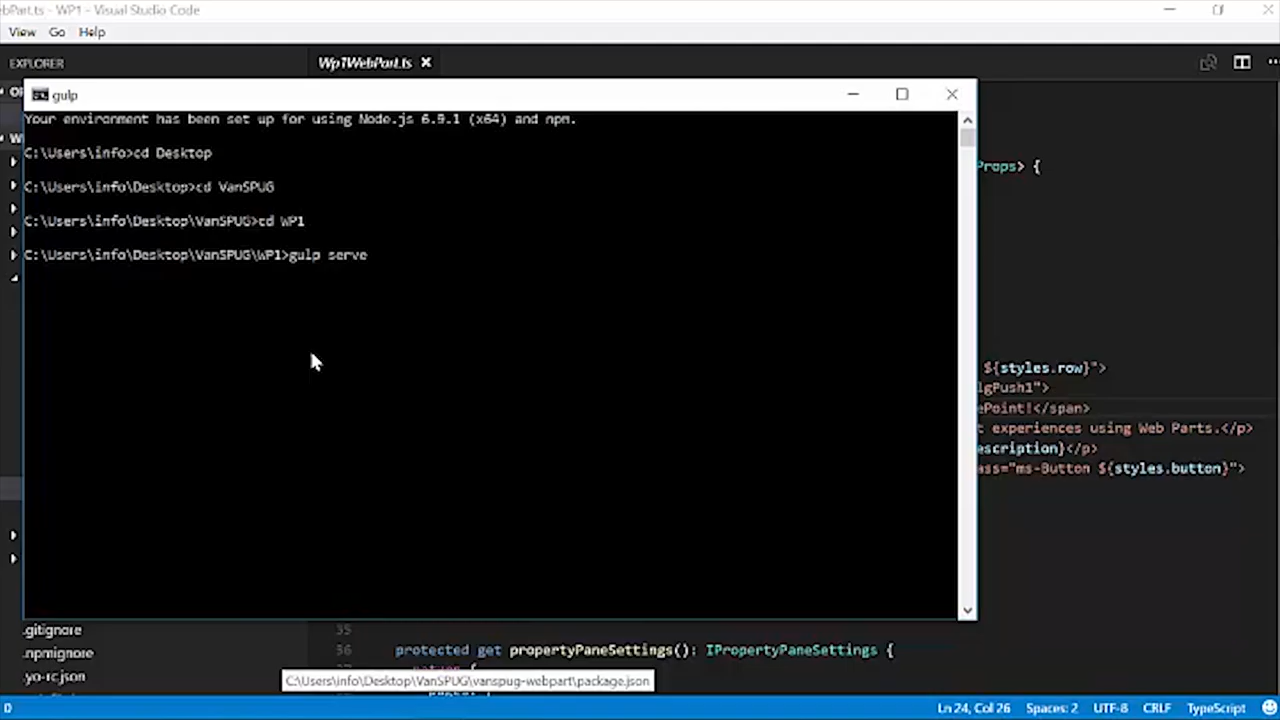 bPart.ts - WP1 - Visual Studio Code
View Go Help
EXPLORER
Wp1WebPart.ts
gulp
Your environment has been set up for using Node.js 6.9.1 (x64) and npm.
C:\Users\info>cd Desktop
C:\Users\info\Desktop>cd VanSPUG
C:\Users\info\Desktop\VanSPUG>cd WP1
C:\Users\info\Desktop\VanSPUG\WP1>gulp serve
Props> {
${styles.row}">
lgPush1">
ePoint!</span>
t experiences using Web Parts.</p>
escription}</p>
ass="ms-Button ${styles.button}">
.gitignore
.npmignore
.yo-rc.json
35
36 protected get propertyPaneSettings(): IPropertyPaneSettings {
C:\Users\info\Desktop\VanSPUG\vanspug-webpart\package.json
0 Ln 24, Col 26 Spaces: 2 UTF-8 CRLF TypeScript